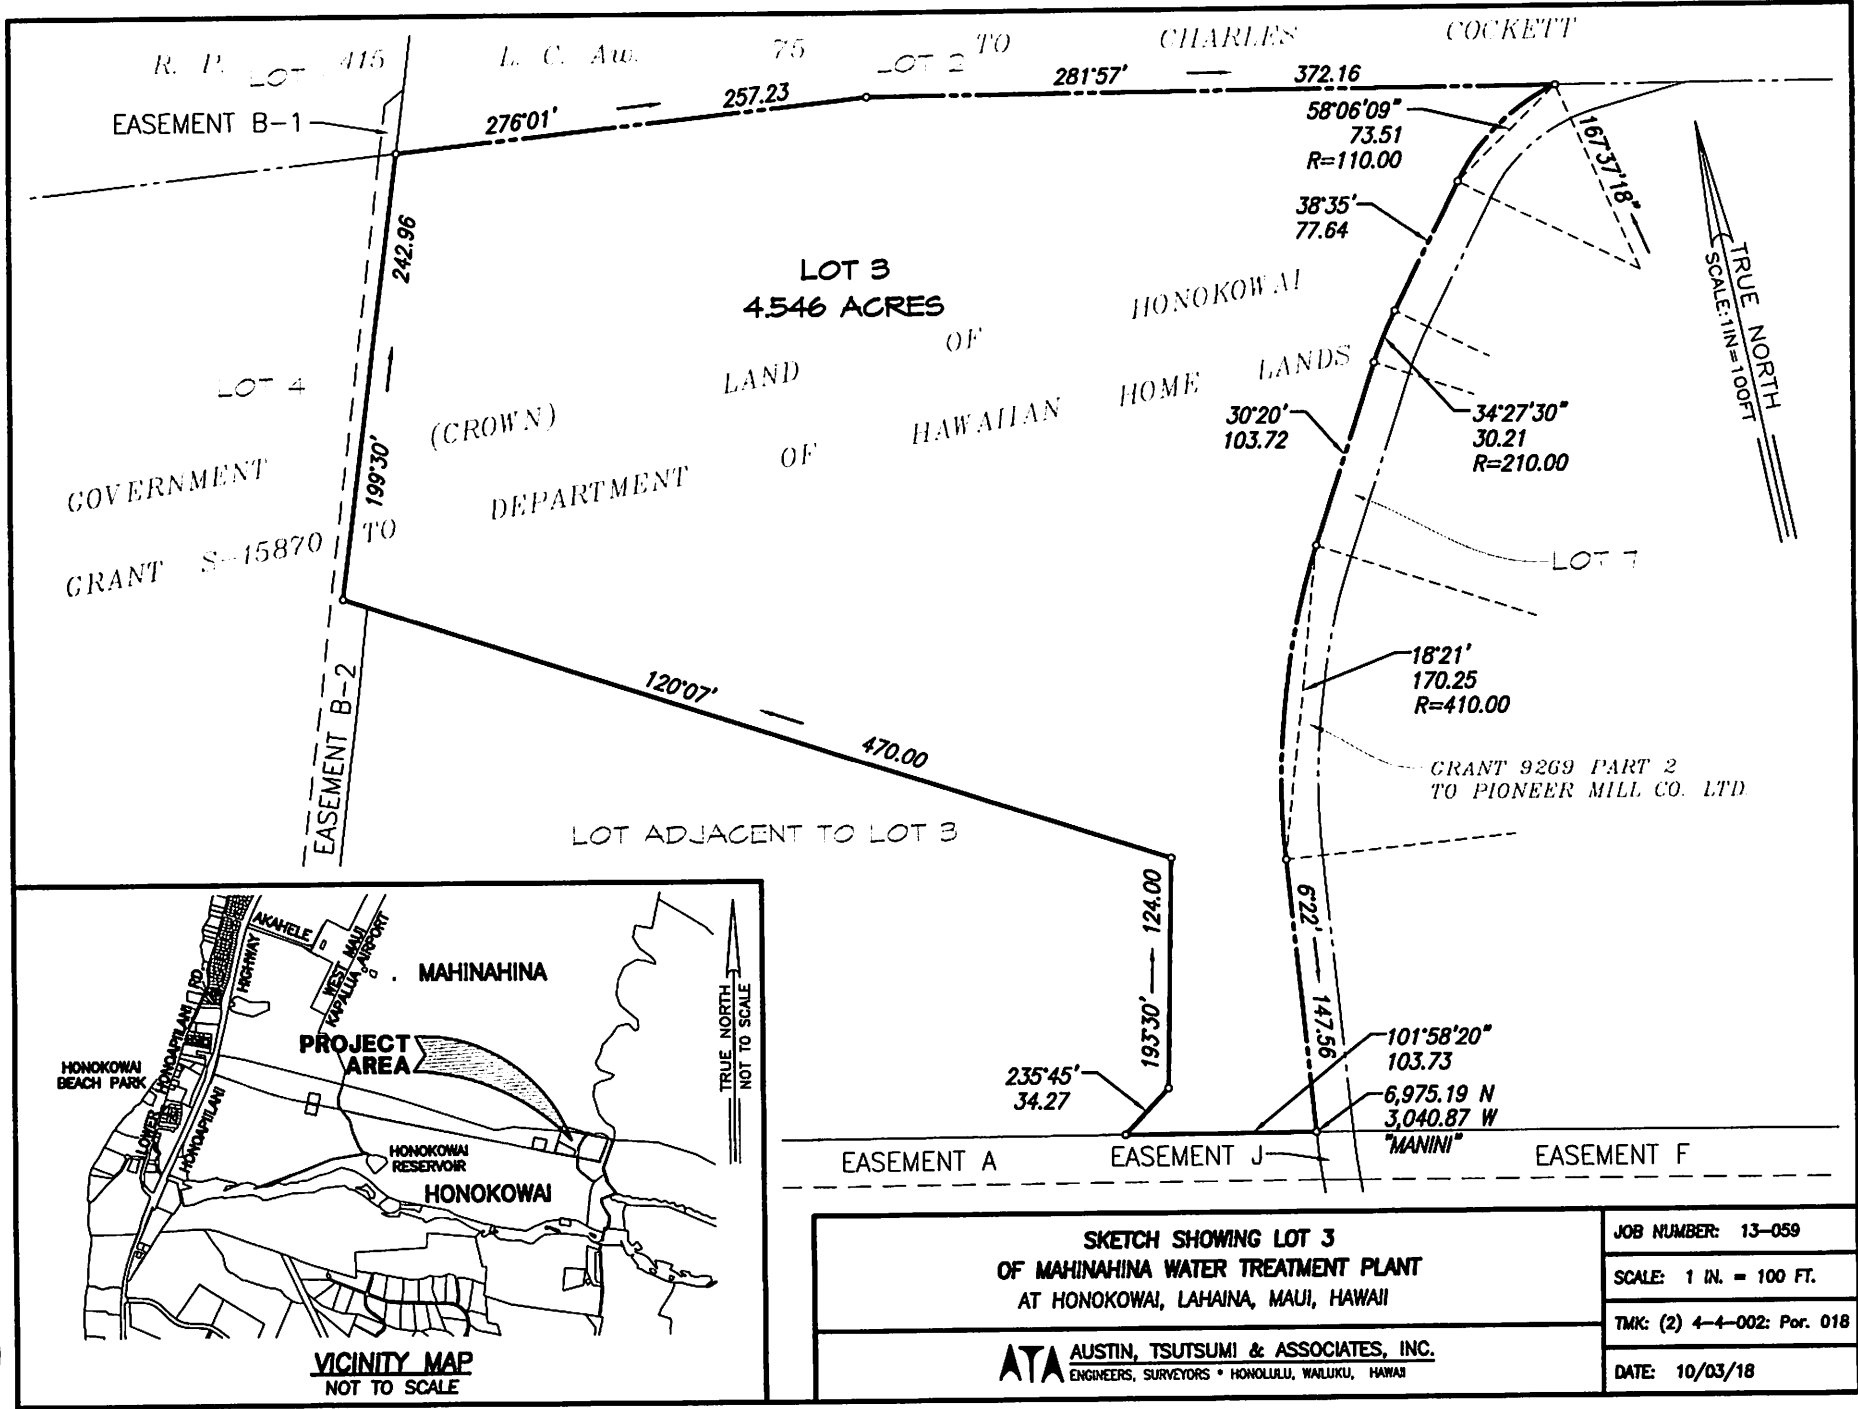 R. P. 415 L. C. Aw. 75 TO CHARLES COCKETT
LOT
LOT 2
EASEMENT B-1
276°01'
257.23
281°57'
372.16
58°06'09"
73.51
R=110.00
167°37'18"
38°35'
77.64
242.96
199°30'
LOT 3
4.546 ACRES
TRUE NORTH
SCALE: 1 IN=100FT
LOT 4
GOVERNMENT (CROWN) LAND OF HONOKOWAI
GRANT S-15870 TO DEPARTMENT OF HAWAIIAN HOME LANDS
30°20'
103.72
34°27'30"
30.21
R=210.00
LOT 7
18°21'
170.25
R=410.00
GRANT 9269 PART 2
TO PIONEER MILL CO. LTD.
120°07'
470.00
EASEMENT B-2
LOT ADJACENT TO LOT 3
193°30'
124.00
6°22'
147.56
235°45'
34.27
101°58'20"
103.73
6,975.19 N
3,040.87 W
"MANINI"
EASEMENT A
EASEMENT J
EASEMENT F
AKAHELE
HIGHWAY
WEST MAUI
KAPALUA AIRPORT
MAHINAHINA
LOWER HONOAPIILANI RD
HONOAPIILANI
PROJECT
AREA
HONOKOWAI
BEACH PARK
HONOKOWAI
RESERVOIR
HONOKOWAI
TRUE NORTH
NOT TO SCALE
VICINITY MAP
NOT TO SCALE
SKETCH SHOWING LOT 3
OF MAHINAHINA WATER TREATMENT PLANT
AT HONOKOWAI, LAHAINA, MAUI, HAWAII
ATA
AUSTIN, TSUTSUMI & ASSOCIATES, INC.
ENGINEERS, SURVEYORS • HONOLULU, WAILUKU, HAWAII
JOB NUMBER: 13-059
SCALE: 1 IN. = 100 FT.
TMK: (2) 4-4-002: Por. 018
DATE: 10/03/18